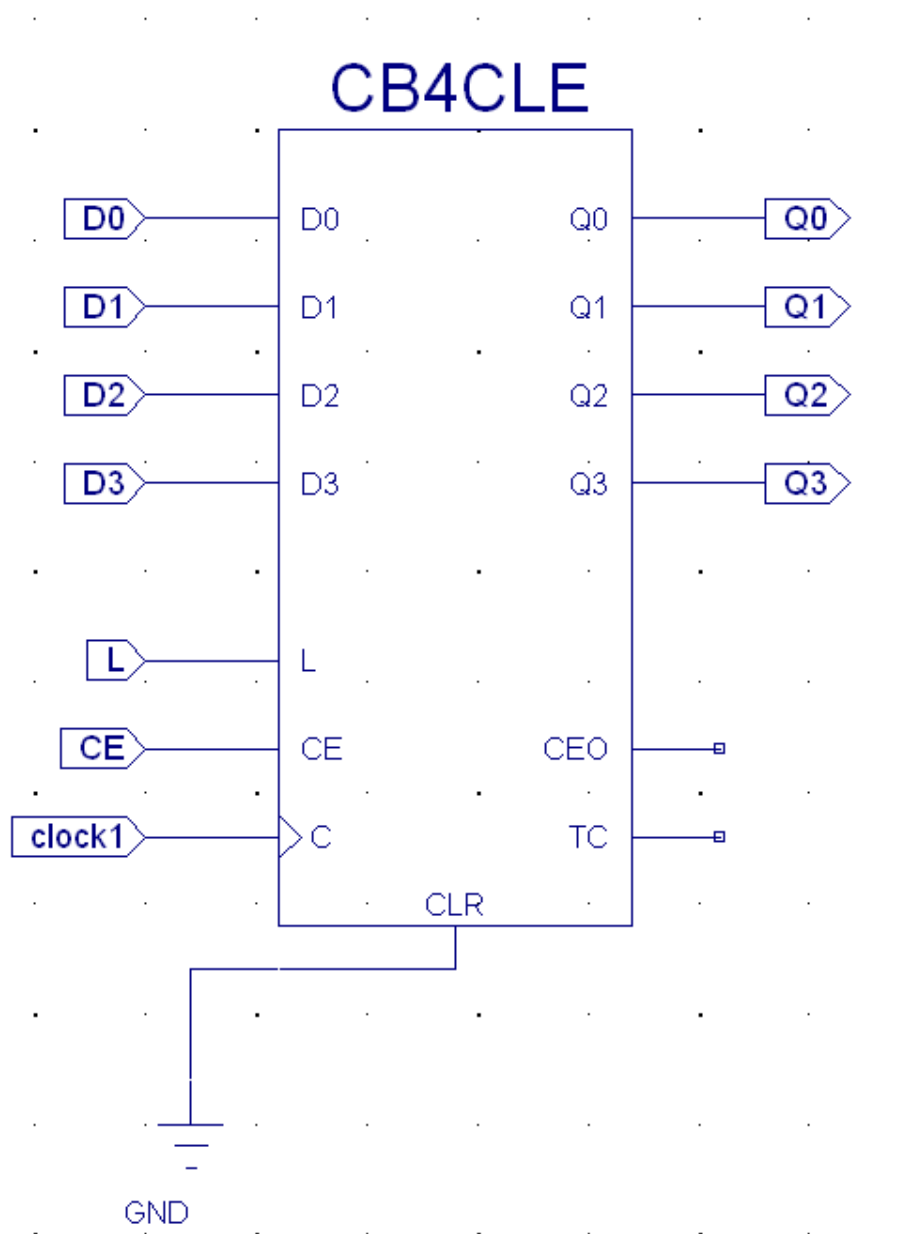 CB4CLE
D0 D0 Q0 Q0
D1 D1 Q1 Q1
D2 D2 Q2 Q2
D3 D3 Q3 Q3
L L
CE CE CEO
clock1 C TC
CLR
GND